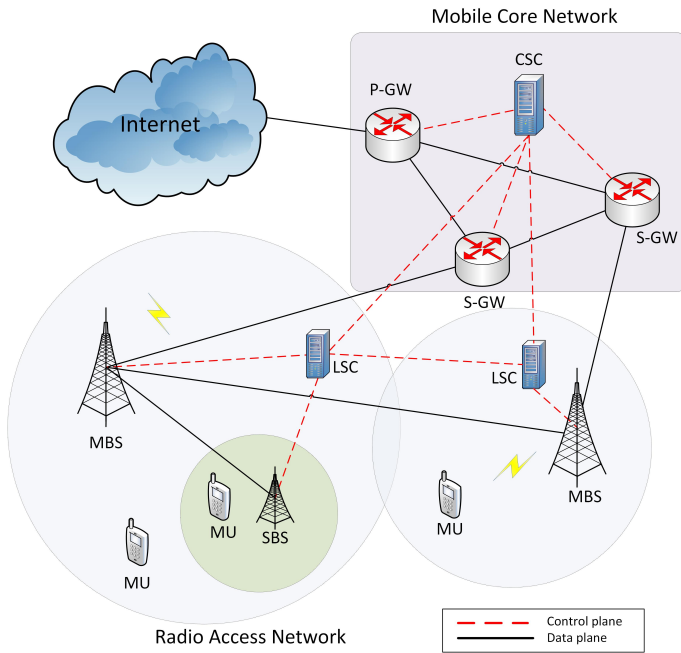 Mobile Core Network
CSC
P-GW
Internet
S-GW
S-GW
LSC
LSC
MBS
MBS
MU
MU
SBS
MU
Radio Access Network
Control plane
Data plane